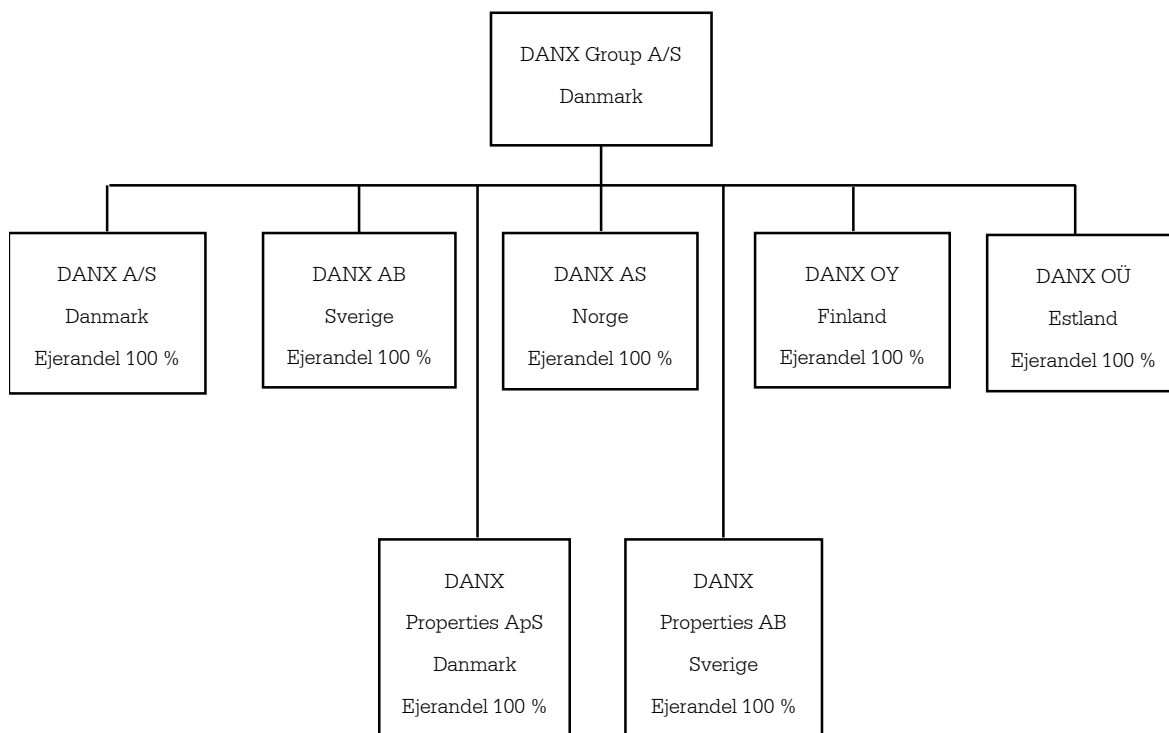 DANX Group A/S
Danmark
DANX A/S
Danmark
Ejerandel 100 %
DANX AB
Sverige
Ejerandel 100 %
DANX AS
Norge
Ejerandel 100 %
DANX OY
Finland
Ejerandel 100 %
DANX OÜ
Estland
Ejerandel 100 %
DANX
Properties ApS
Danmark
Ejerandel 100 %
DANX
Properties AB
Sverige
Ejerandel 100 %